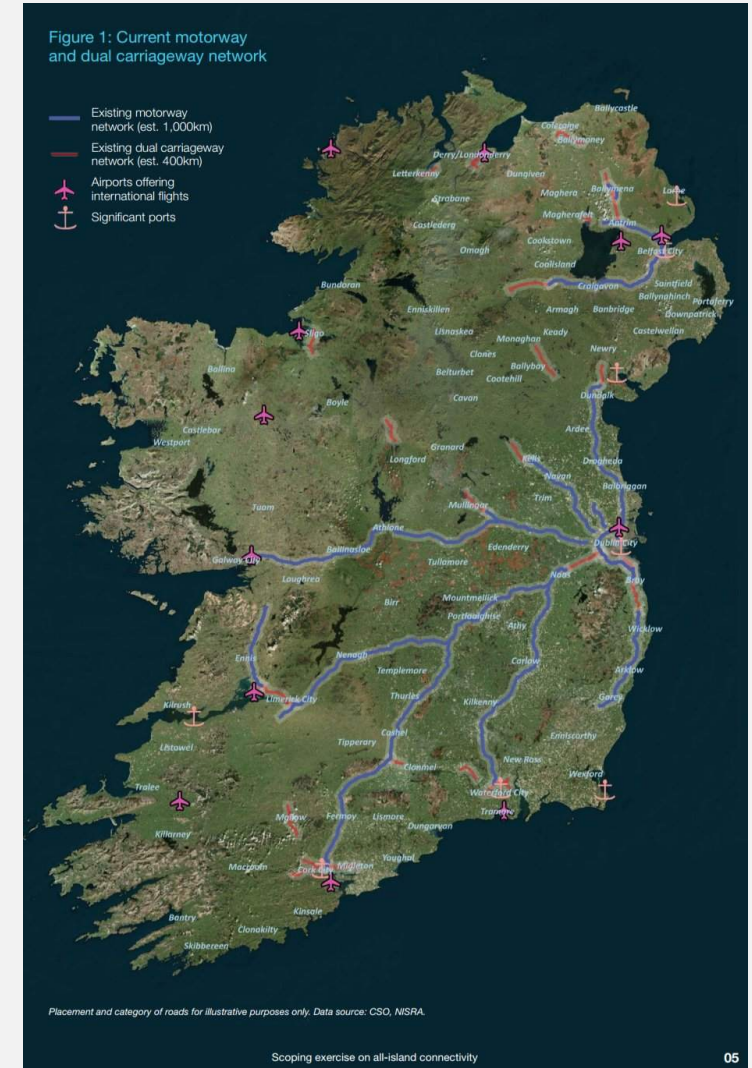 Figure 1: Current motorway
and dual carriageway network
Existing motorway
network (est. 1,000km)
Existing dual carriageway
network (est. 400km)
Airports offering
international flights
Significant ports
Ballycastle
Coleraine
Ballymoney
Derry/Londonderry
Letterkenny
Dungiven
Strabane
Maghera
Ballymena
Larne
Magherafelt
Antrim
Castlederg
Cookstown
Omagh
Belfast City
Coalisland
Bundoran
Craigavon
Saintfield
Ballynahinch
Portaferry
Enniskillen
Armagh
Banbridge
Downpatrick
Sligo
Lisnaskea
Keady
Castlewellan
Monaghan
Clones
Newry
Ballina
Belturbet
Ballybay
Cootehill
Boyle
Cavan
Dundalk
Castlebar
Westport
Ardee
Granard
Longford
Kells
Drogheda
Navan
Balbriggan
Tuam
Mullingar
Trim
Athlone
Galway City
Ballinasloe
Edenderry
Dublin City
Tullamore
Loughrea
Naas
Bray
Birr
Mountmellick
Portlaoighise
Athy
Wicklow
Ennis
Nenagh
Carlow
Templemore
Arklow
Kilrush
Limerick City
Thurles
Kilkenny
Gorey
Listowel
Cashel
Tipperary
Enniscorthy
Clonmel
New Ross
Tralee
Wexford
Waterford City
Mallow
Fermoy
Lismore
Tramore
Killarney
Dungarvan
Macroom
Cork City
Midleton
Youghal
Bantry
Kinsale
Clonakilty
Skibbereen
Placement and category of roads for illustrative purposes only. Data source: CSO, NISRA.
Scoping exercise on all-island connectivity
05